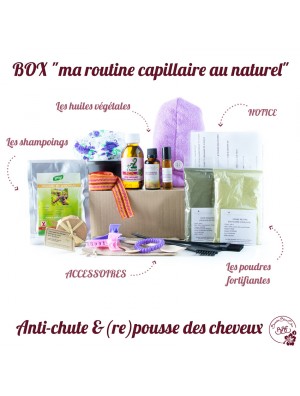 BOX "ma routine capillaire au naturel"
Les huiles végétales
NOTICE
Les shampoings
ACCESSOIRES
Les poudres
fortifiantes
Anti-chute & (re)pousse des cheveux